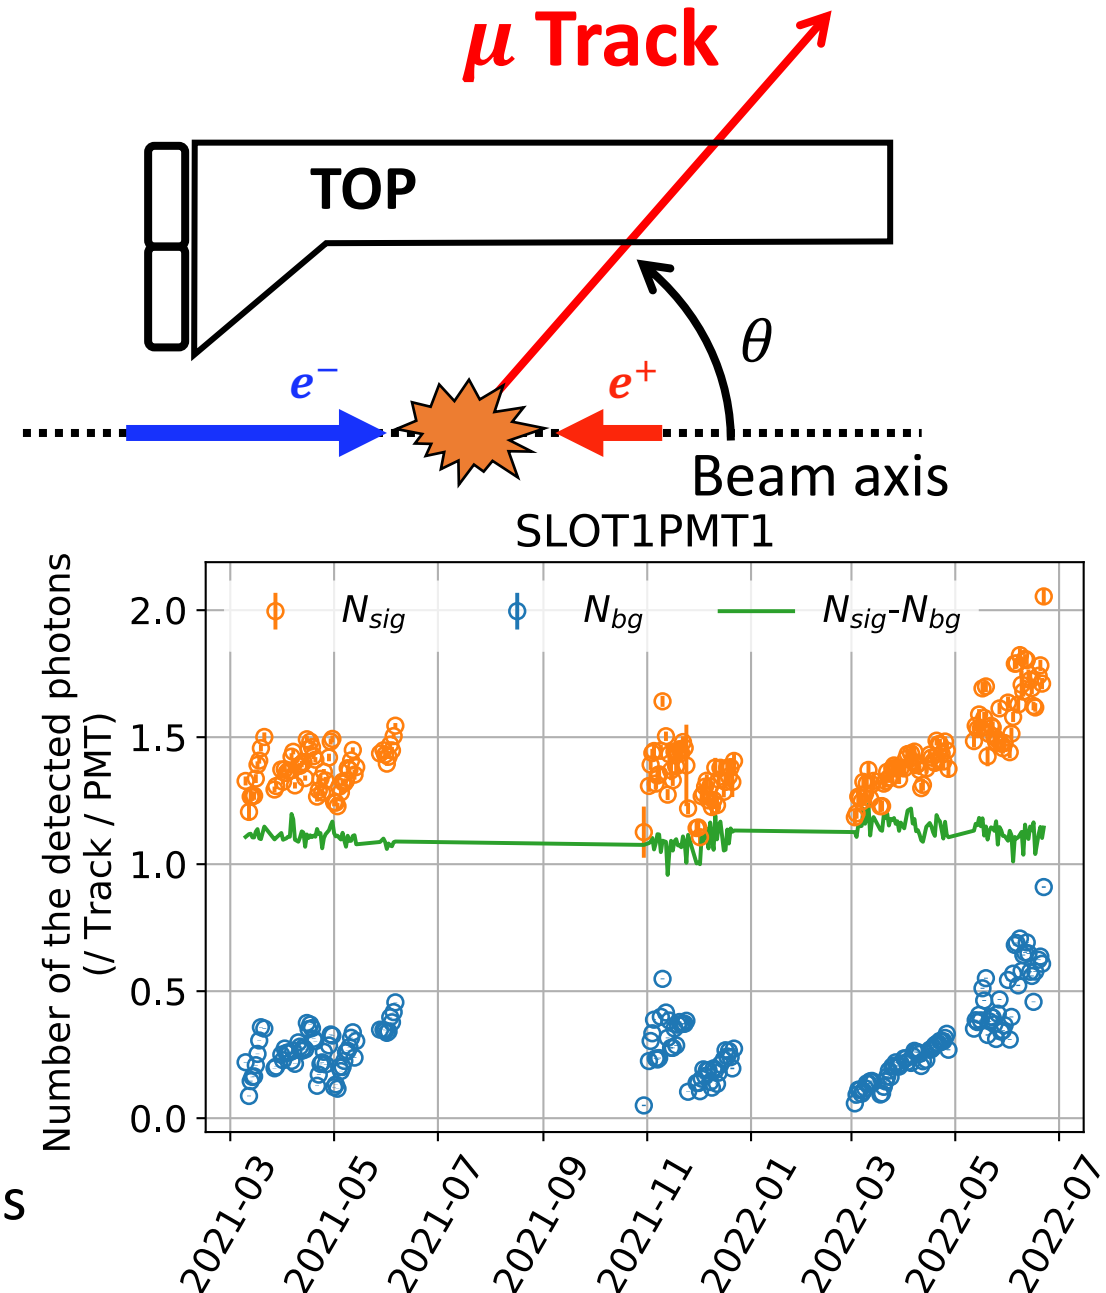 μ Track
TOP
θ
e⁻
e⁺
Beam axis
SLOT1PMT1
Number of the detected photons
(/ Track / PMT)
N_sig
N_bg
N_sig-N_bg
2.0
1.5
1.0
0.5
0.0
2021-03
2021-05
2021-07
2021-09
2021-11
2022-01
2022-03
2022-05
2022-07
s